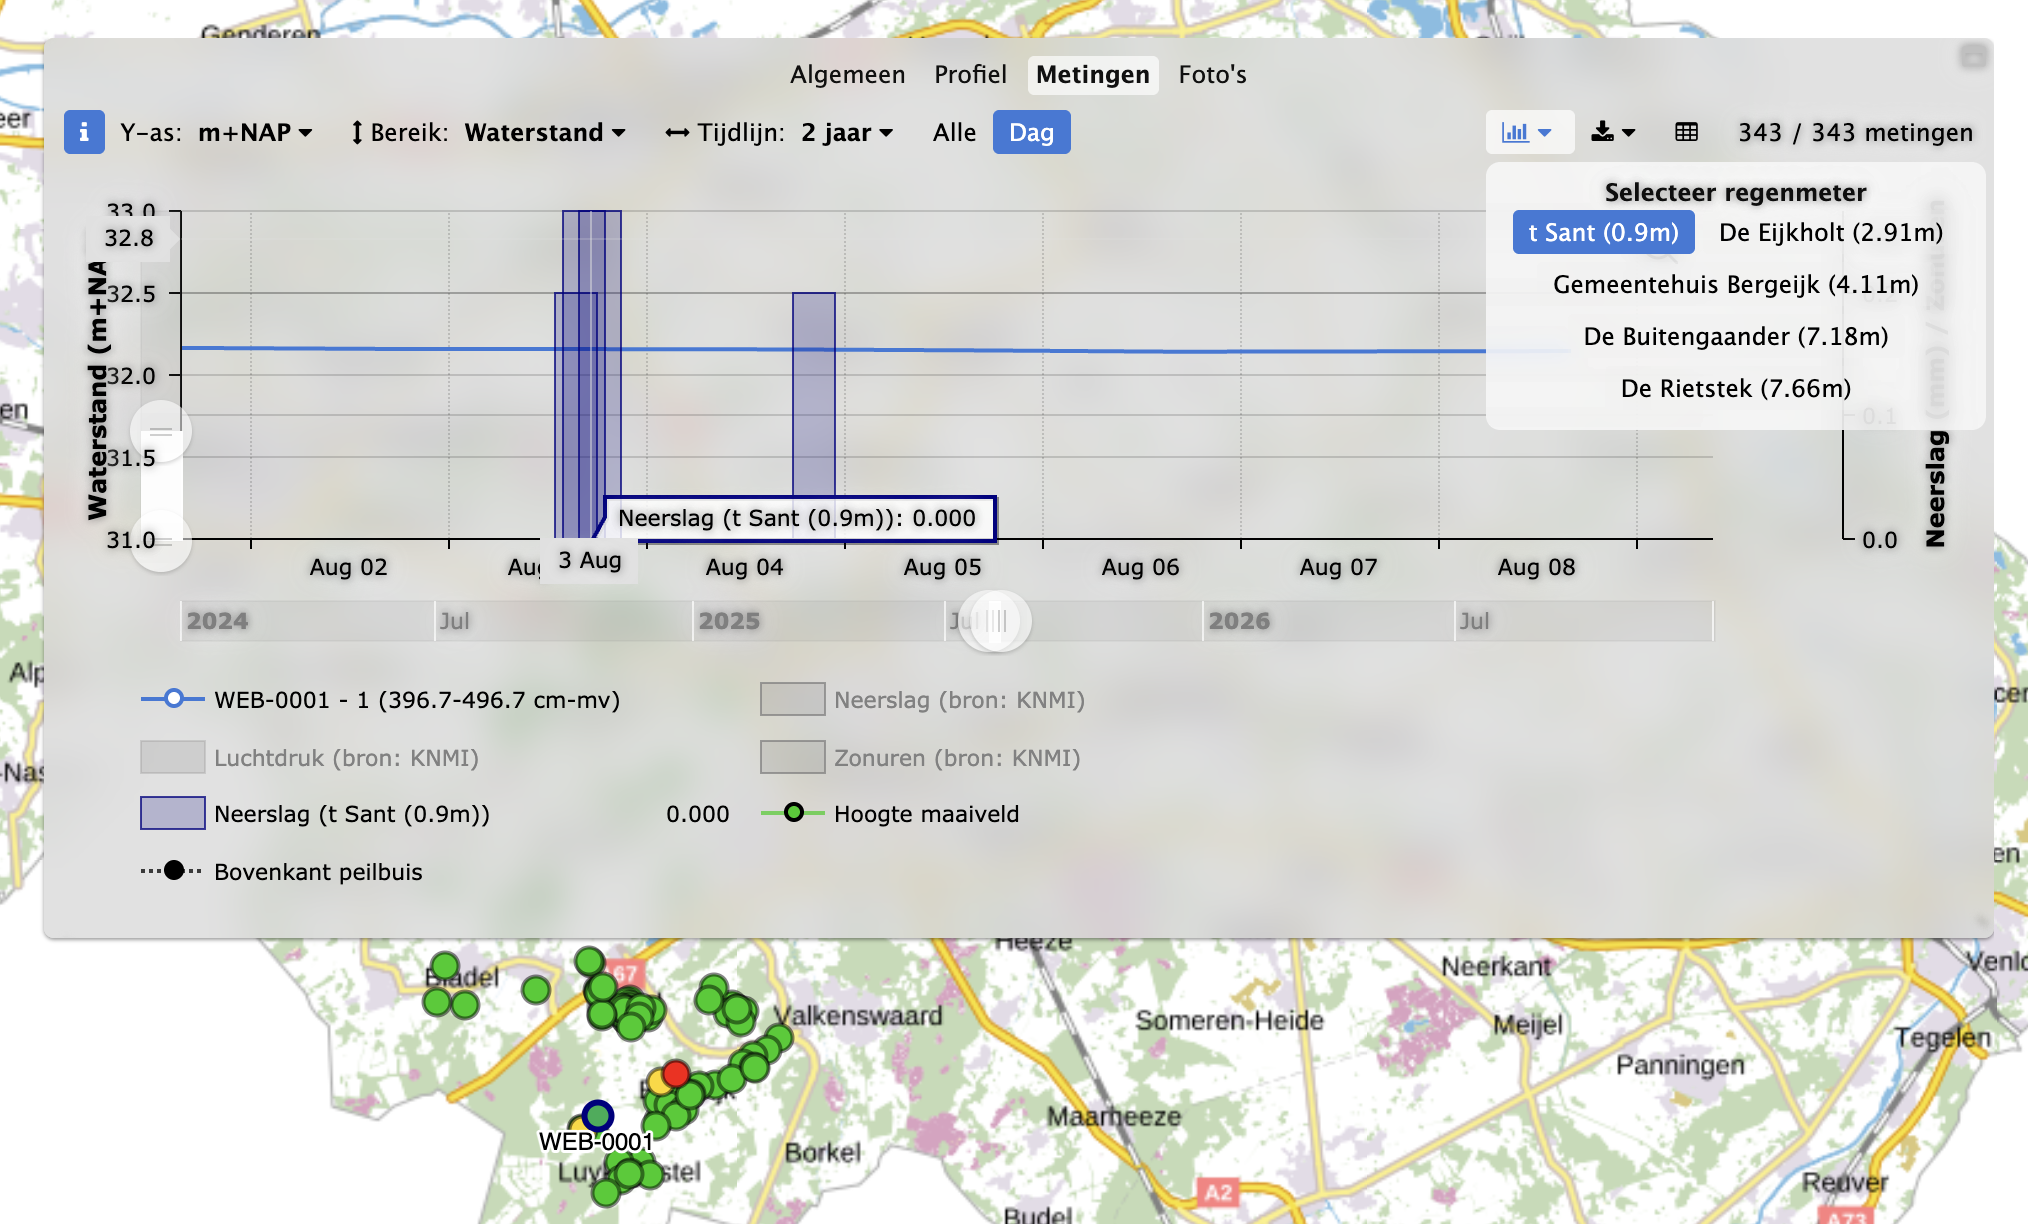 Genderen
Algemeen Profiel Metingen Foto's
i Y-as: m+NAP Bereik: Waterstand Tijdlijn: 2 jaar Alle Dag 343 / 343 metingen
Selecteer regenmeter
t Sant (0.9m) De Eijkholt (2.91m)
Gemeentehuis Bergeijk (4.11m)
De Buitengaander (7.18m)
De Rietstek (7.66m)
33.0
32.8
32.5
32.0
31.5
31.0
Waterstand (m+NA
0.1
0.0
Neerslag (mm) / Zon
Neerslag (t Sant (0.9m)): 0.000
Aug 02 Aug 3 Aug Aug 04 Aug 05 Aug 06 Aug 07 Aug 08
2024 Jul 2025 Jul 2026 Jul
WEB-0001 - 1 (396.7-496.7 cm-mv) Neerslag (bron: KNMI)
Luchtdruk (bron: KNMI) Zonuren (bron: KNMI)
Neerslag (t Sant (0.9m)) 0.000 Hoogte maaiveld
Bovenkant peilbuis
Heeze
Bladel
Neerkant
Venlo
Valkenswaard
Someren-Heide
Meijel
Tegelen
Panningen
Maarheeze
WEB-0001
Borkel
Reuver
A2
Budel
A73